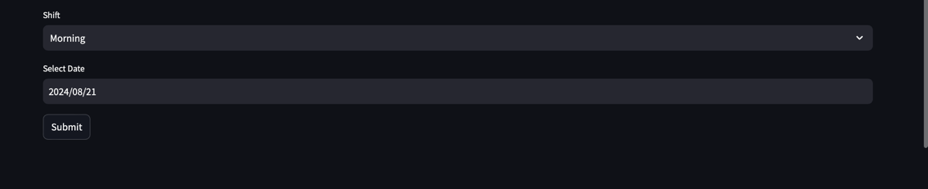 Shift
Morning
Select Date
2024/08/21
Submit